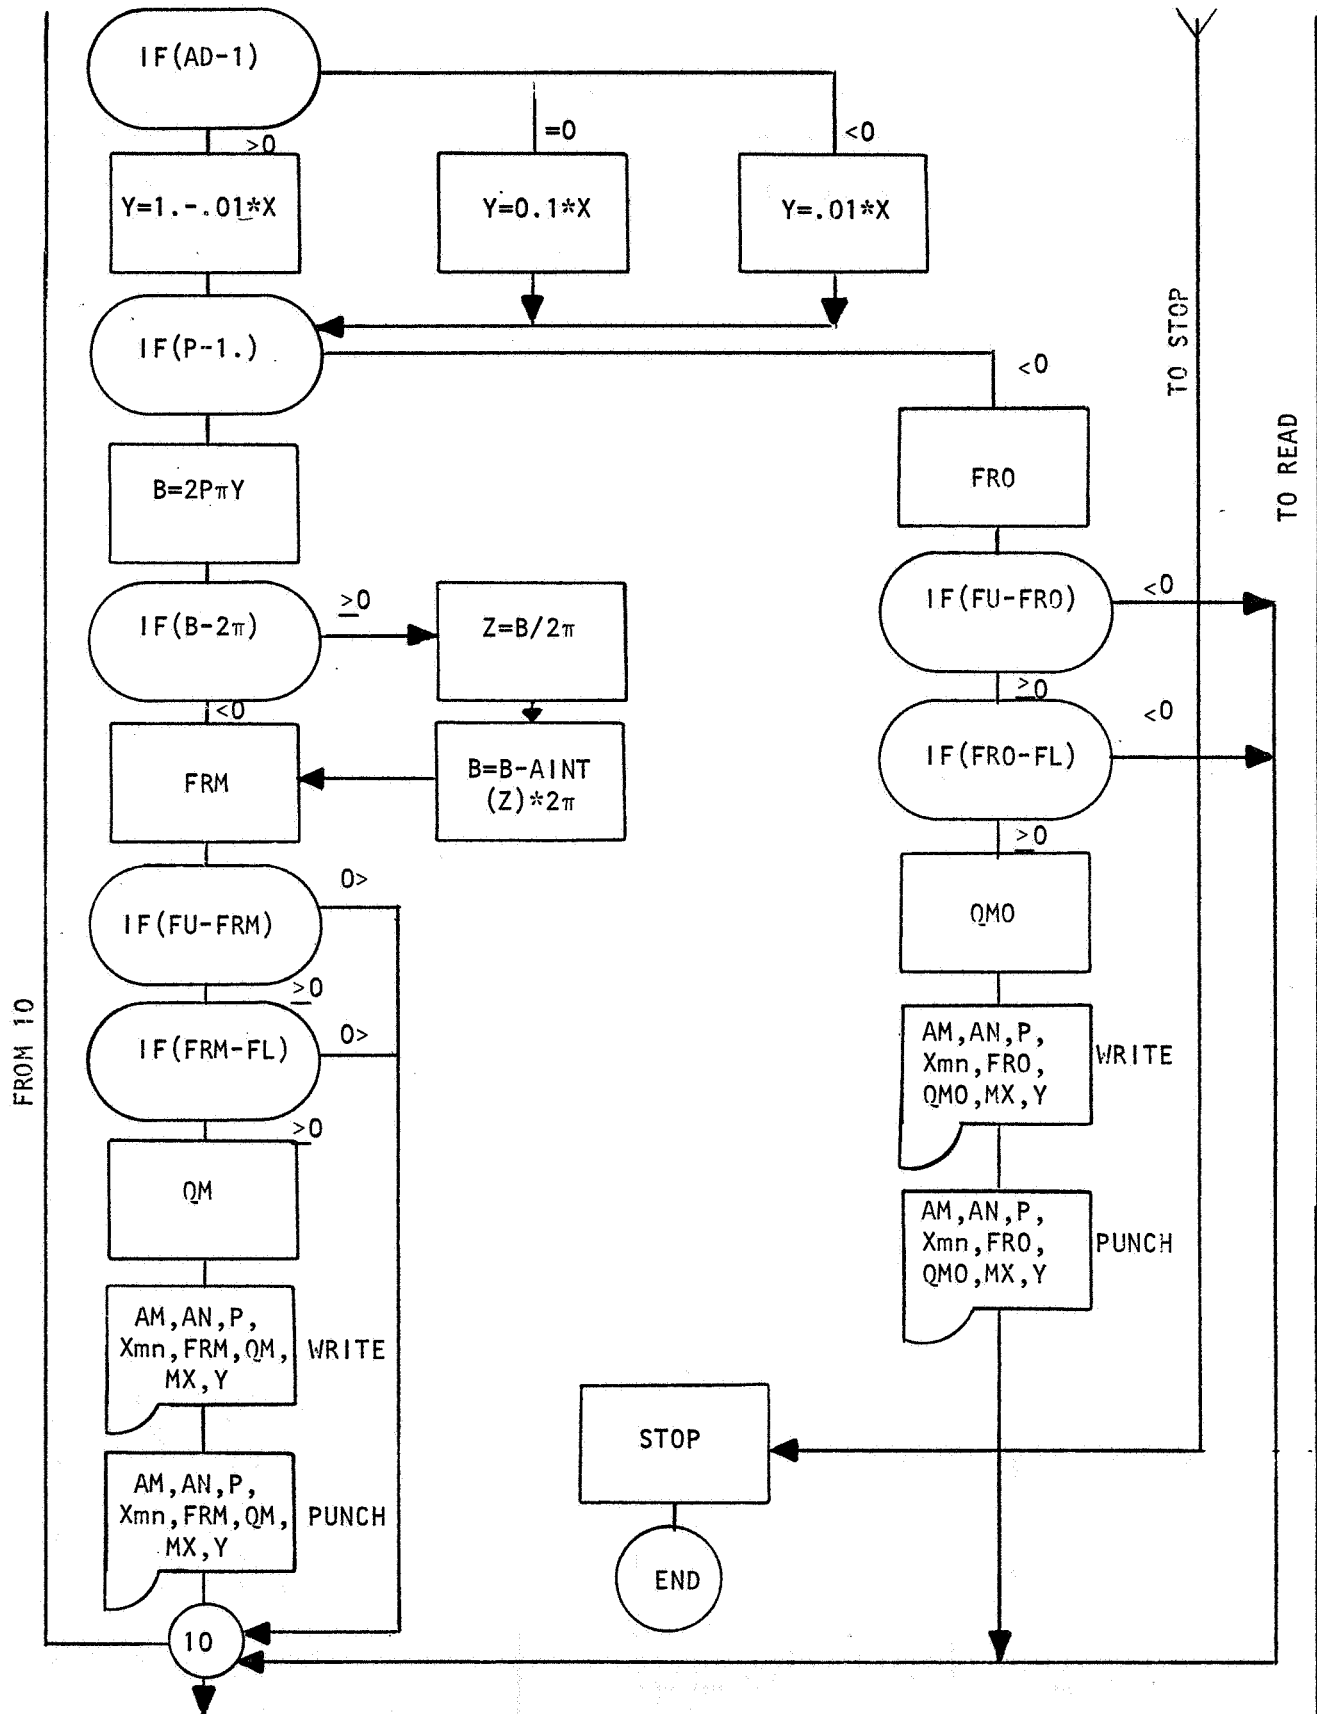 IF(AD-1)
>0
=0
<0
Y=1.-.01*X
Y=0.1*X
Y=.01*X
IF(P-1.)
<0
TO STOP
TO READ
B=2PπY
FRO
IF(B-2π)
≥0
Z=B/2π
IF(FU-FRO)
<0
≥0
<0
FRM
B=B-AINT
(Z)*2π
IF(FRO-FL)
<0
≥0
IF(FU-FRM)
0>
≥0
QMO
FROM 10
IF(FRM-FL)
0>
≥0
AM,AN,P,
Xmn,FRO,
QMO,MX,Y
WRITE
QM
AM,AN,P,
Xmn,FRO,
QMO,MX,Y
PUNCH
AM,AN,P,
Xmn,FRM,QM,
MX,Y
WRITE
STOP
AM,AN,P,
Xmn,FRM,QM,
MX,Y
PUNCH
END
10